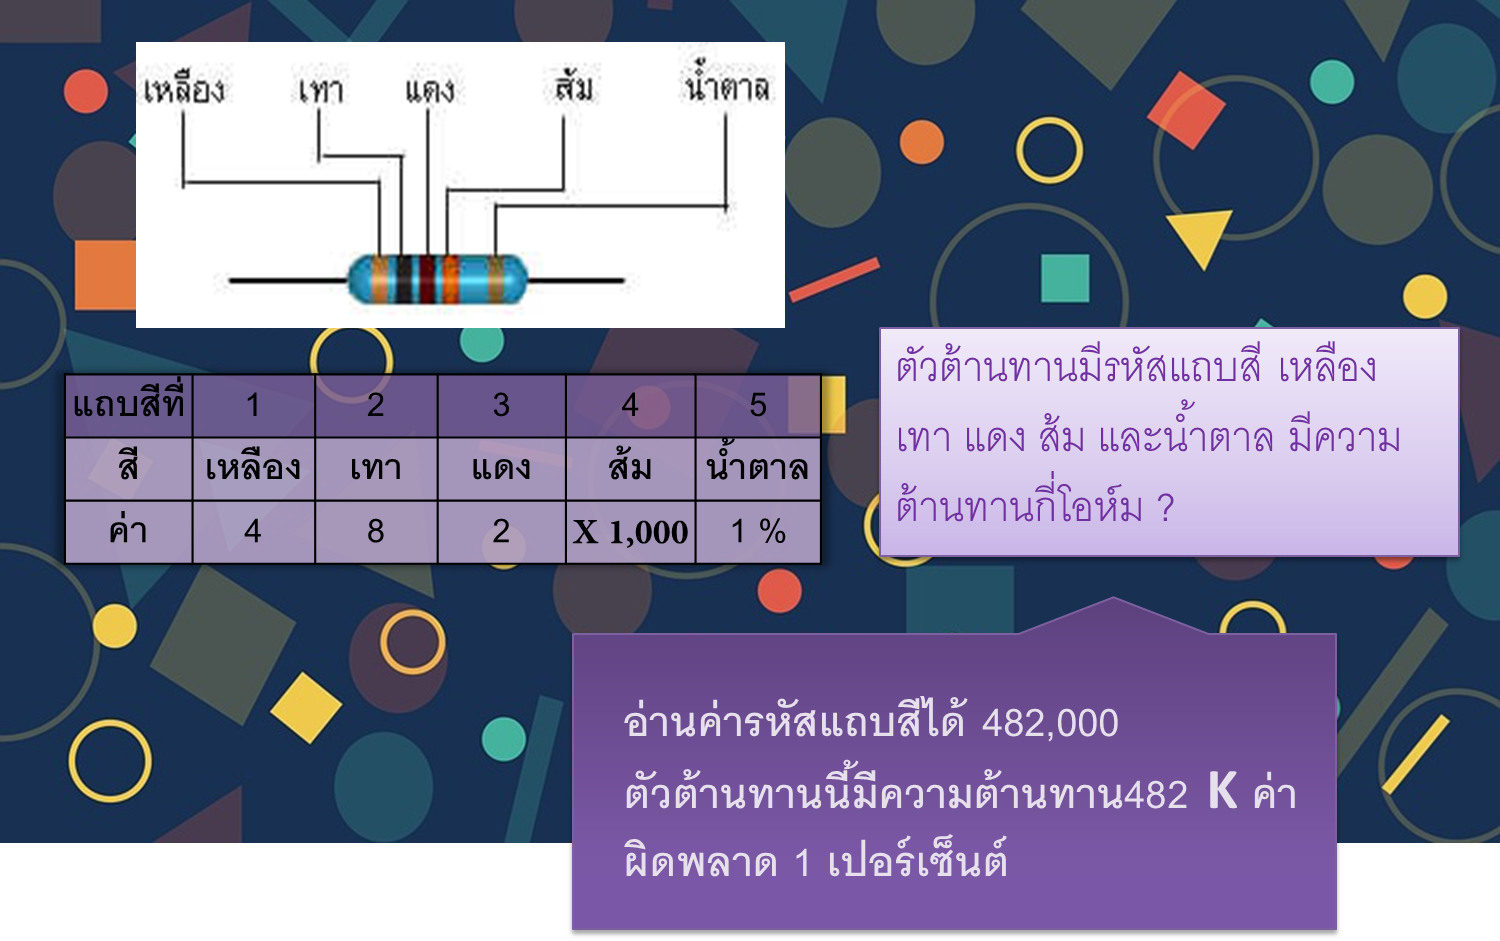 เหลือง เทา แดง ส้ม น้ำตาล
แถบสีที่ 1 2 3 4 5
สี เหลือง เทา แดง ส้ม น้ำตาล
ค่า 4 8 2 X 1,000 1 %
ตัวต้านทานมีรหัสแถบสี เหลือง
เทา แดง ส้ม และน้ำตาล มีความ
ต้านทานกี่โอห์ม ?
อ่านค่ารหัสแถบสีได้ 482,000
ตัวต้านทานนี้มีความต้านทาน482 K ค่า
ผิดพลาด 1 เปอร์เซ็นต์